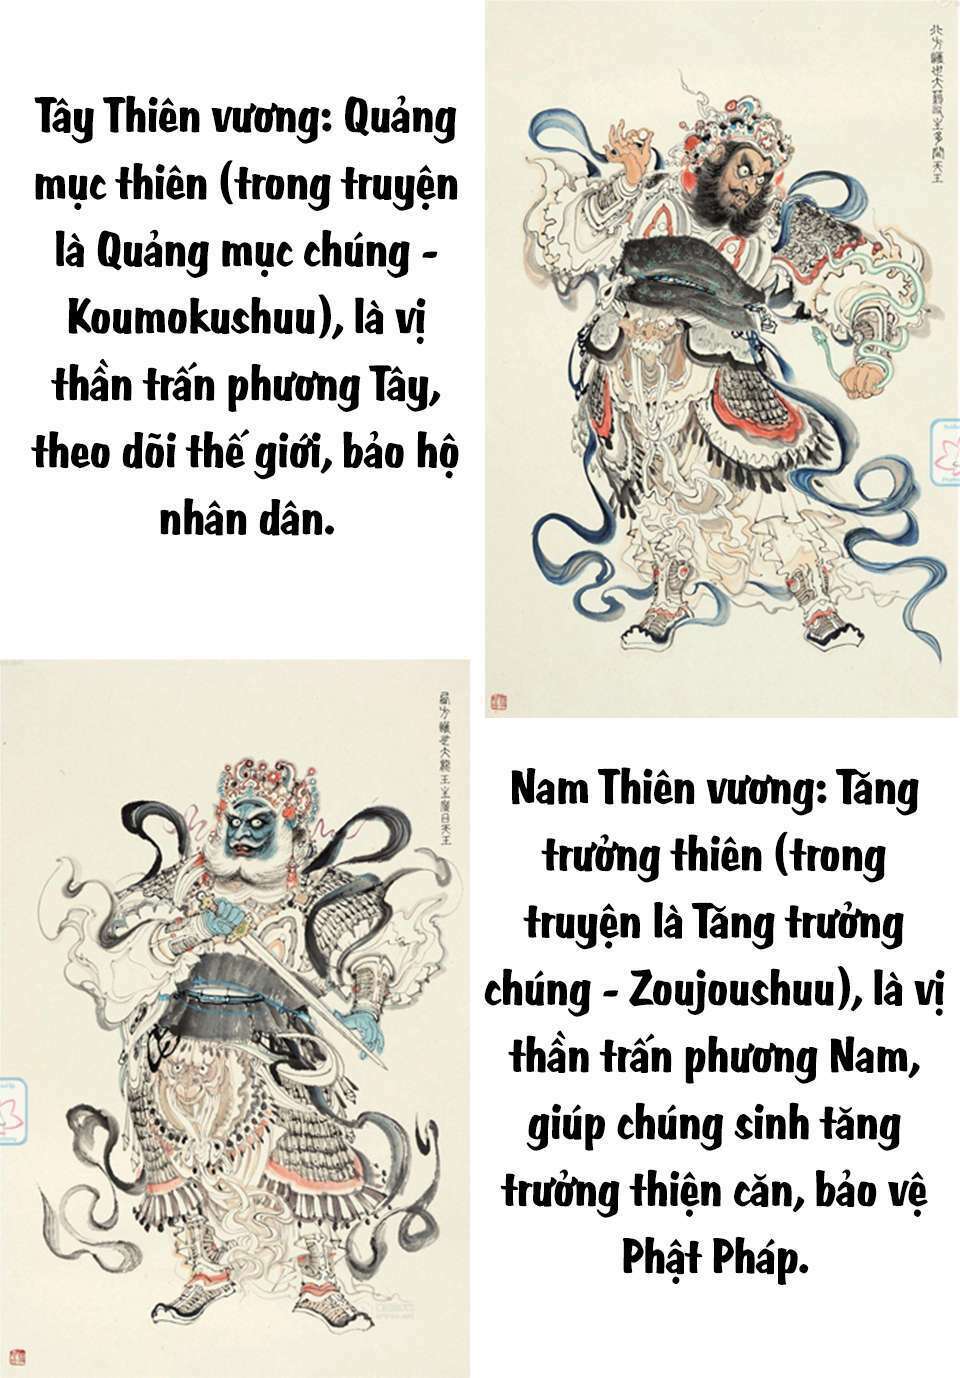 Tây Thiên vương: Quảng
mục thiên (trong truyện
là Quảng mục chúng -
Koumokushuu), là vị
thần trấn phương Tây,
theo dõi thế giới, bảo hộ
nhân dân.
Nam Thiên vương: Tăng
trưởng thiên (trong
truyện là Tăng trưởng
chúng - Zoujoushuu), là vị
thần trấn phương Nam,
giúp chúng sinh tăng
trưởng thiện căn, bảo vệ
Phật Pháp.